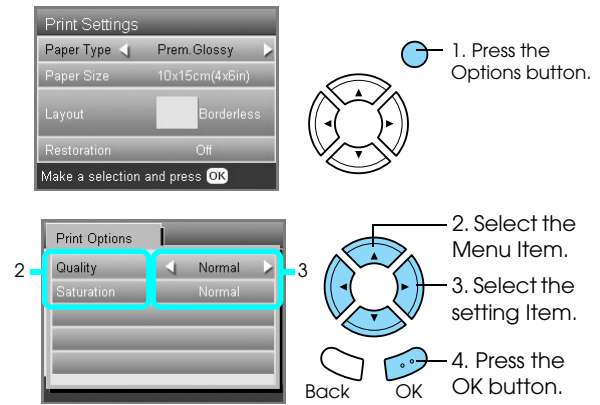 Print Settings
Paper Type Prem.Glossy
Paper Size 10x15cm(4x6in)
Layout Borderless
Restoration Off
Make a selection and press OK
1. Press the
Options button.
Print Options
2 Quality Normal 3
Saturation Normal
2. Select the
Menu Item.
3. Select the
setting Item.
Back OK
4. Press the
OK button.